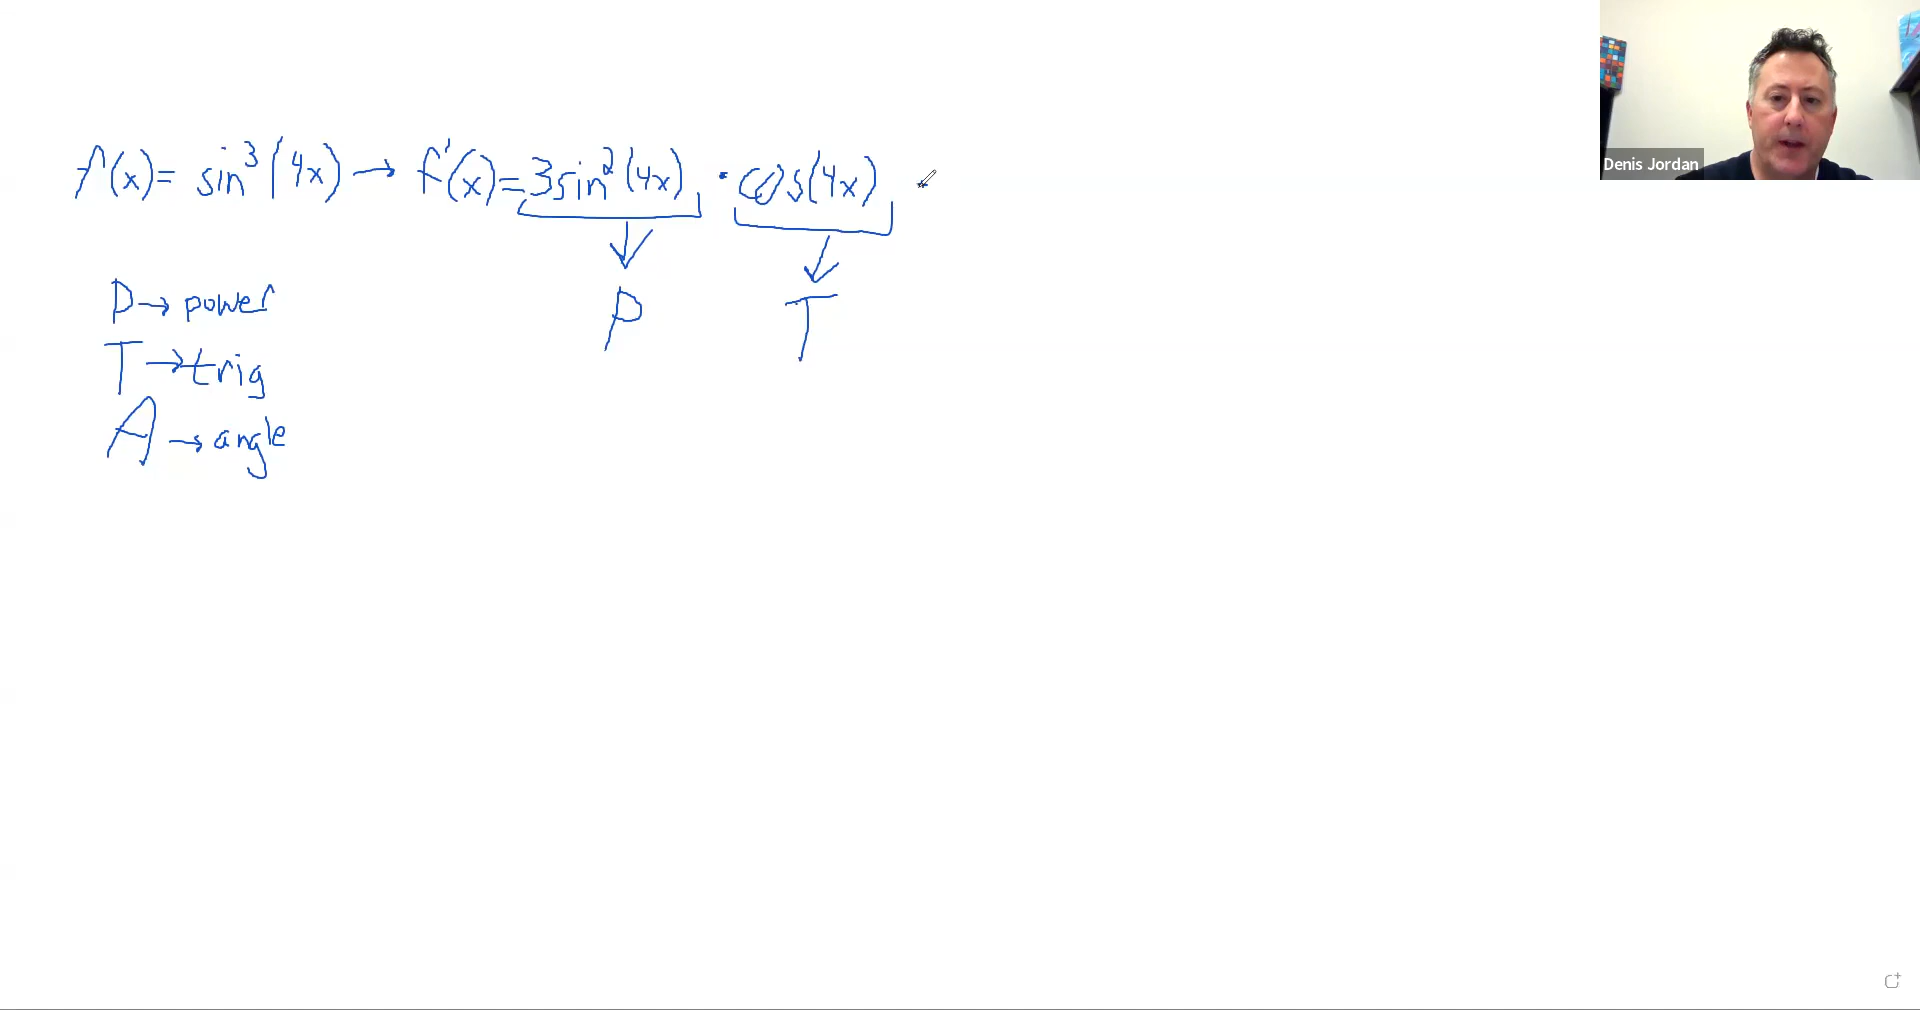 Denis Jordan
f(x)= sin³(4x) → f'(x)= 3sin²(4x) · cos(4x)
P T
P → power
T → trig
A → angle